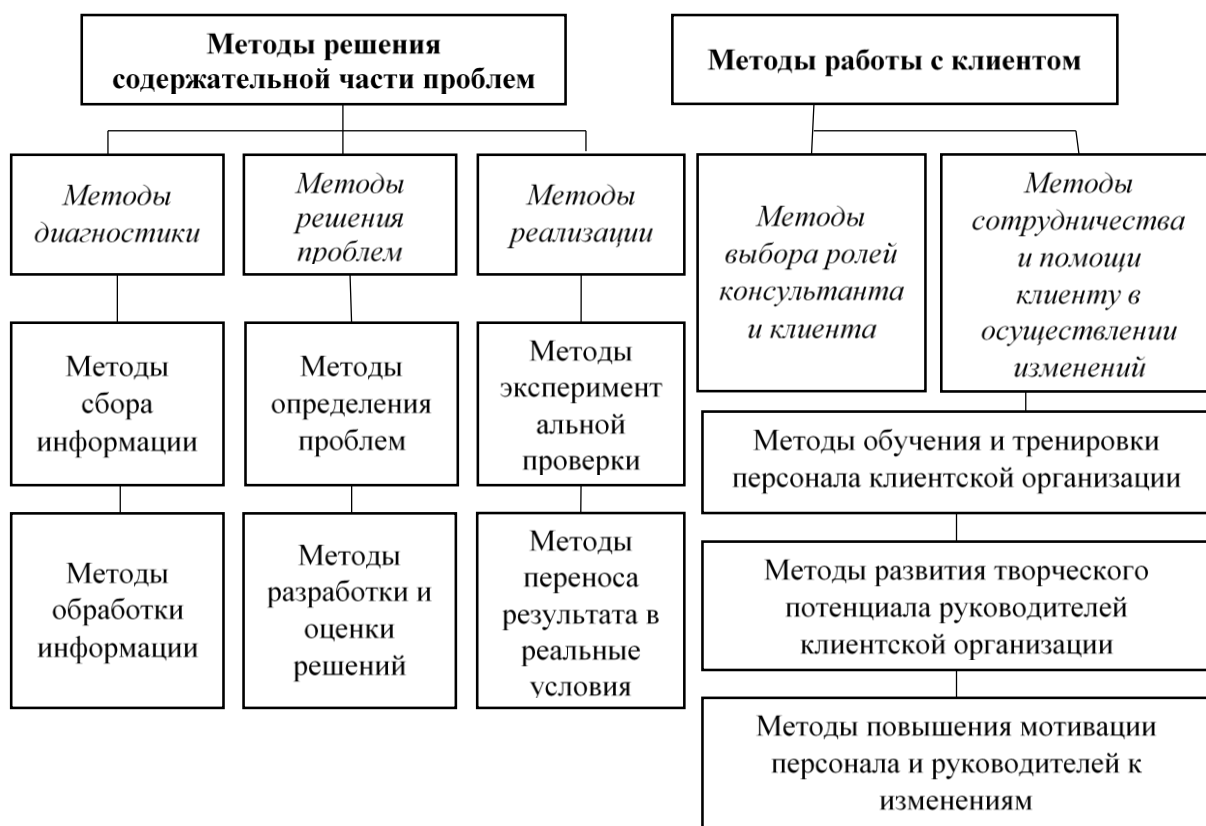 Методы решения
содержательной части проблем
Методы работы с клиентом
Методы
диагностики
Методы
решения
проблем
Методы
реализации
Методы
выбора ролей
консультанта
и клиента
Методы
сотрудничества
и помощи
клиенту в
осуществлении
изменений
Методы
сбора
информации
Методы
определения
проблем
Методы
эксперимент
альной
проверки
Методы обучения и тренировки
персонала клиентской организации
Методы
обработки
информации
Методы
разработки и
оценки
решений
Методы
переноса
результата в
реальные
условия
Методы развития творческого
потенциала руководителей
клиентской организации
Методы повышения мотивации
персонала и руководителей к
изменениям